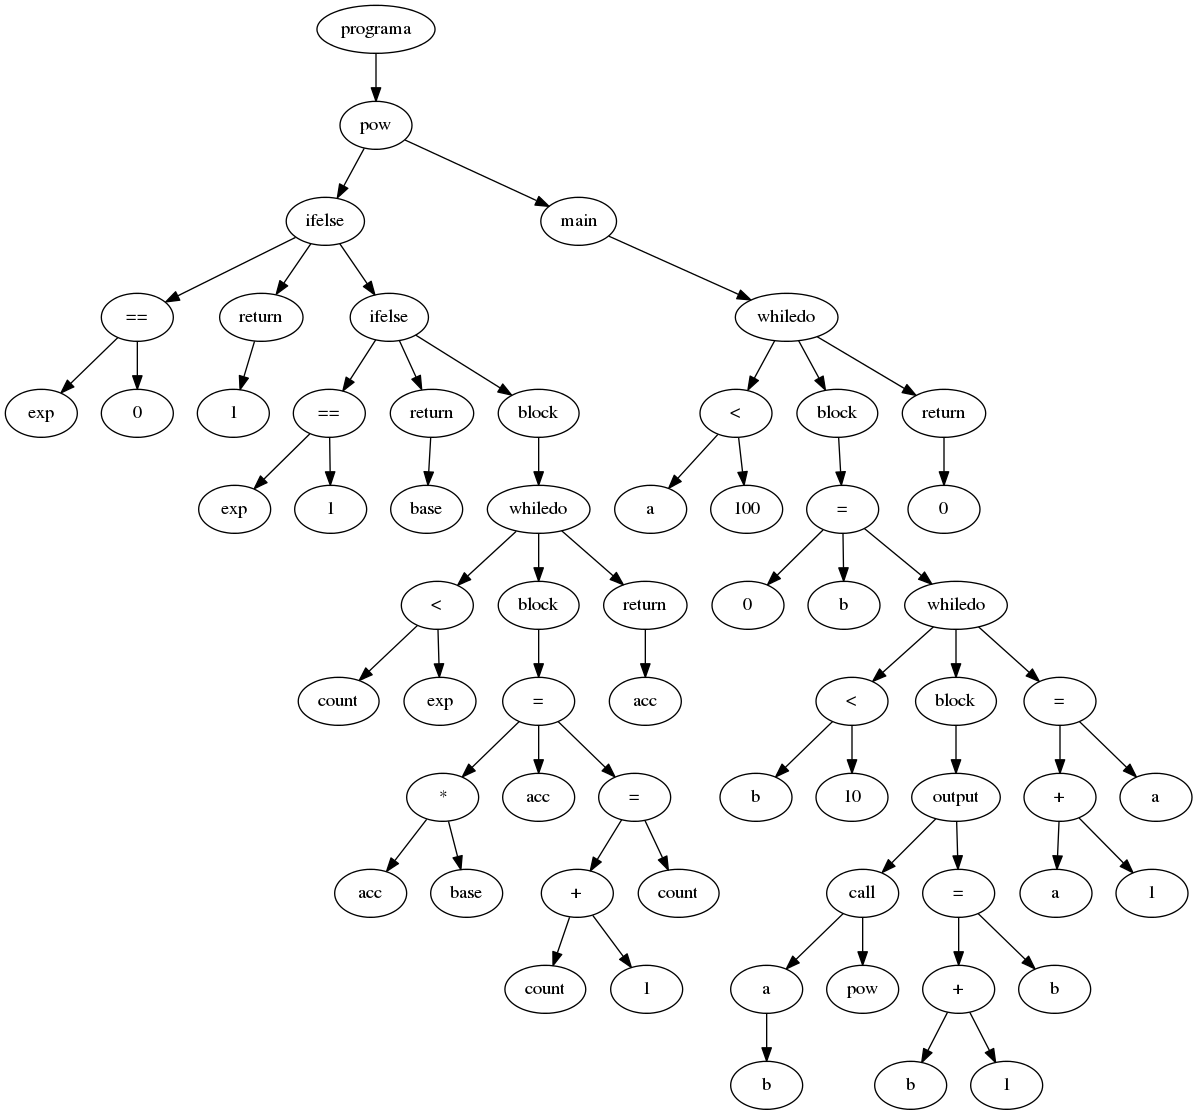 programa
pow
ifelse main
== return ifelse whiledo
exp 0 1 == return block < block return
exp 1 base whiledo a 100 = 0
< block return 0 b whiledo
count exp = acc < block =
* acc = b 10 output + a
acc base + count call = a 1
count 1 a pow + b
b b 1